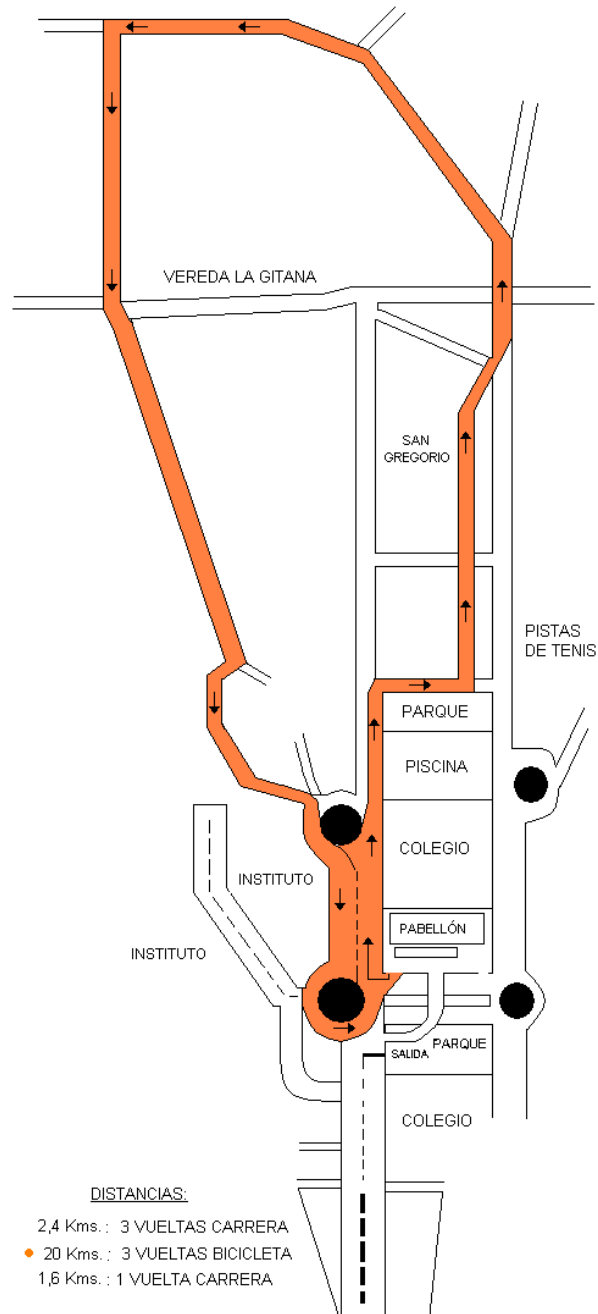 VEREDA LA GITANA
SAN
GREGORIO
PISTAS
DE TENIS
PARQUE
PISCINA
COLEGIO
INSTITUTO
PABELLÓN
INSTITUTO
PARQUE
SALIDA
COLEGIO
DISTANCIAS:
2,4 Kms. : 3 VUELTAS CARRERA
20 Kms. : 3 VUELTAS BICICLETA
1,6 Kms. : 1 VUELTA CARRERA